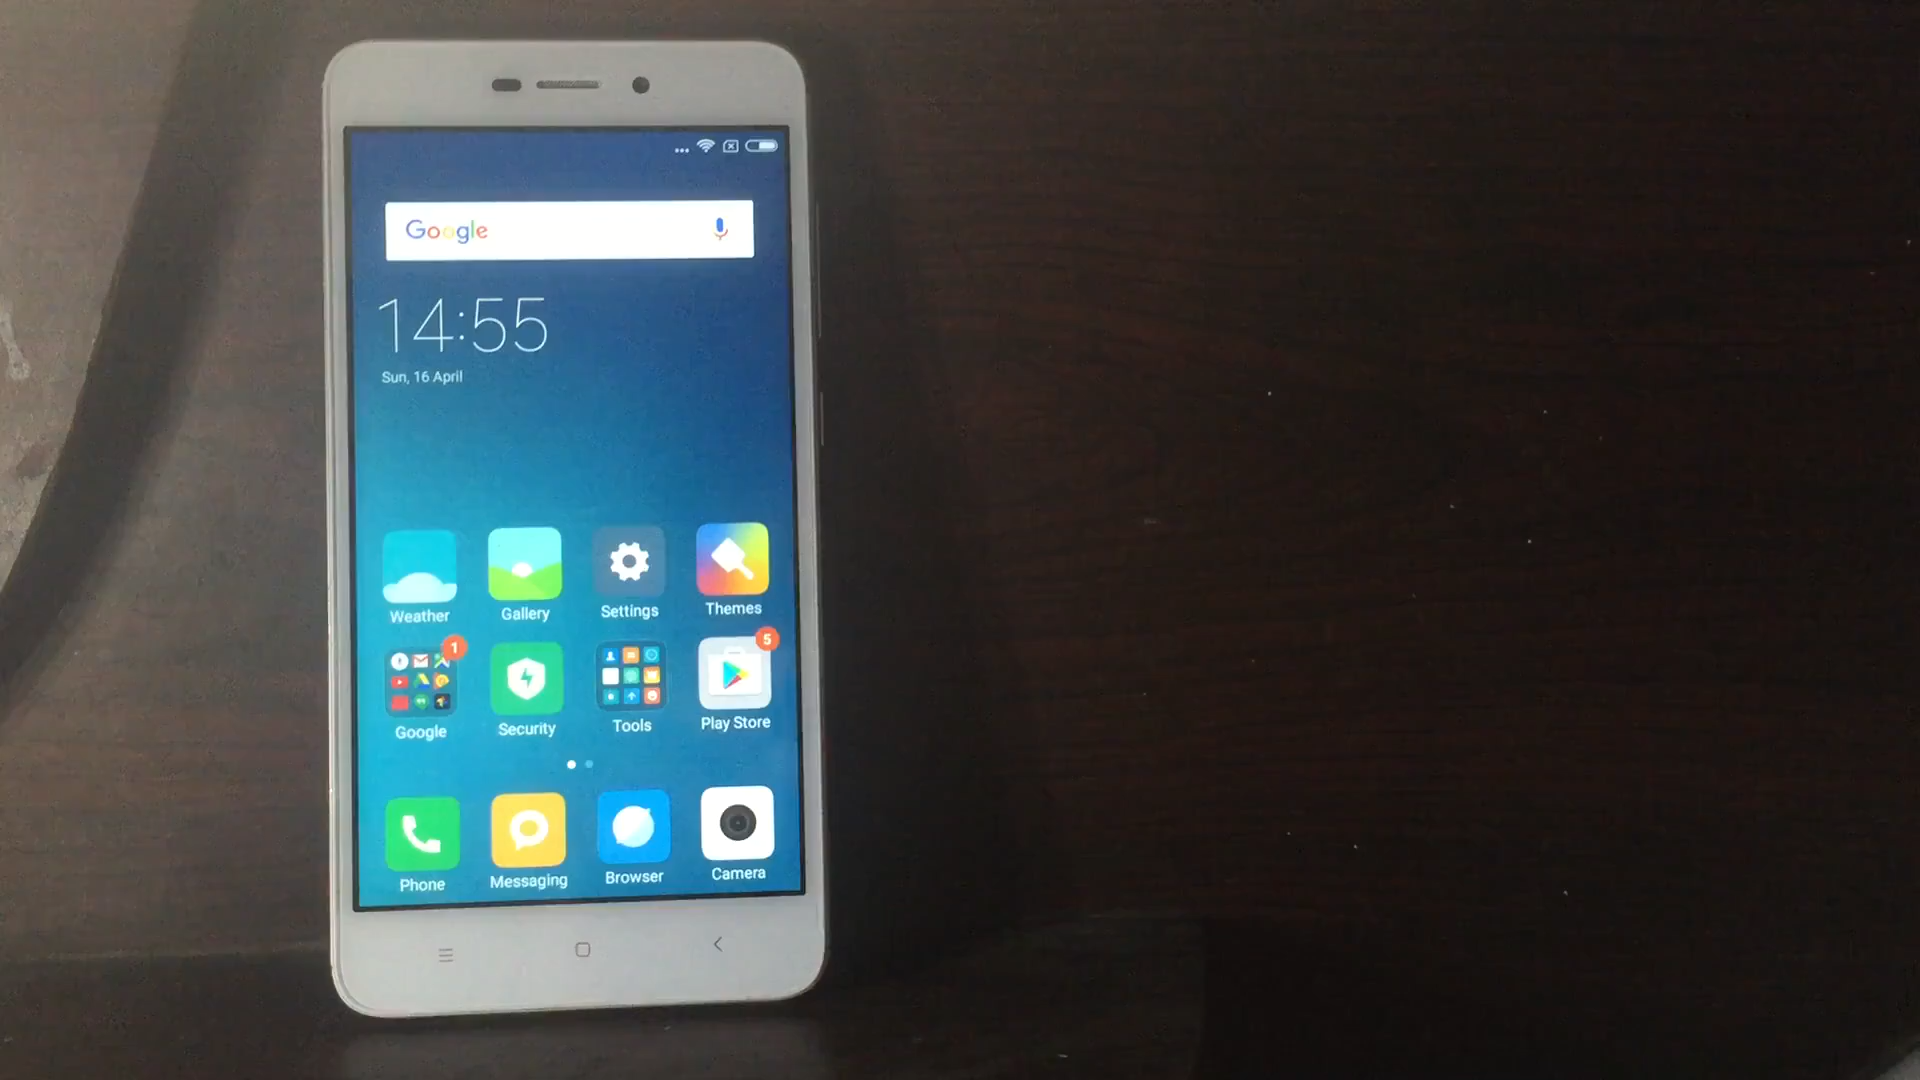 Google
14:55
Sun, 16 April
Weather
Gallery
Settings
Themes
1
5
Google
Security
Tools
Play Store
Phone
Messaging
Browser
Camera